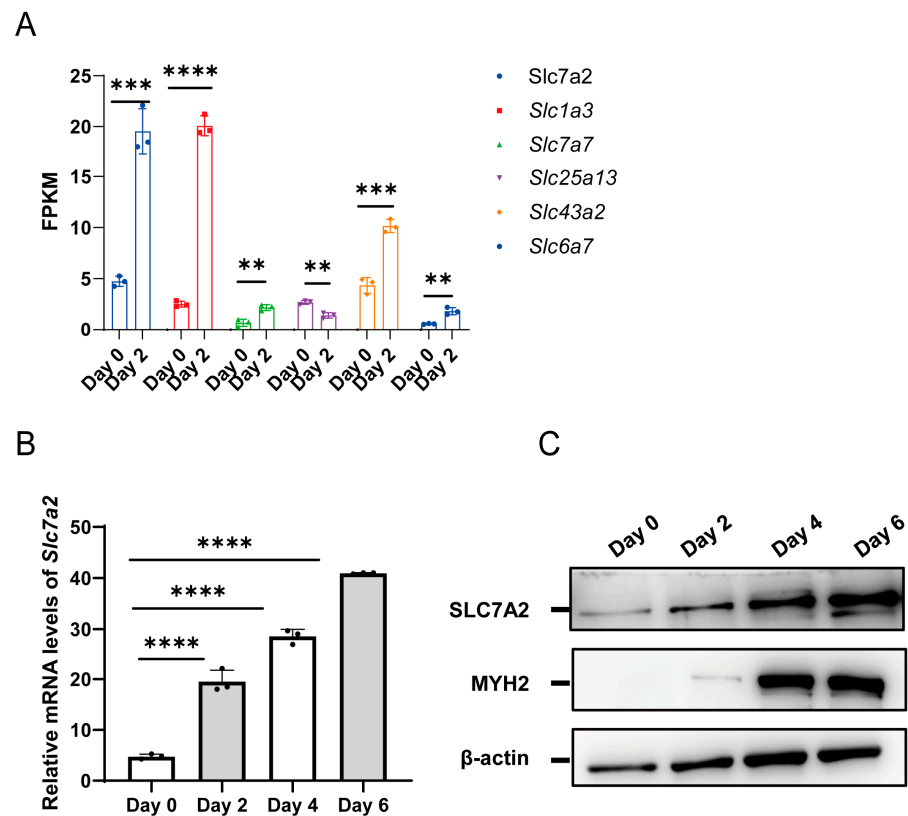 A
*** **** ** ** *** **
25
20
15
10
5
0
FPKM
Day 0 Day 2 Day 0 Day 2 Day 0 Day 2 Day 0 Day 2 Day 0 Day 2 Day 0 Day 2
Slc7a2
Slc1a3
Slc7a7
Slc25a13
Slc43a2
Slc6a7
B
Relative mRNA levels of Slc7a2
50
40
30
20
10
0
****
****
****
Day 0 Day 2 Day 4 Day 6
C
Day 0 Day 2 Day 4 Day 6
SLC7A2
MYH2
β-actin